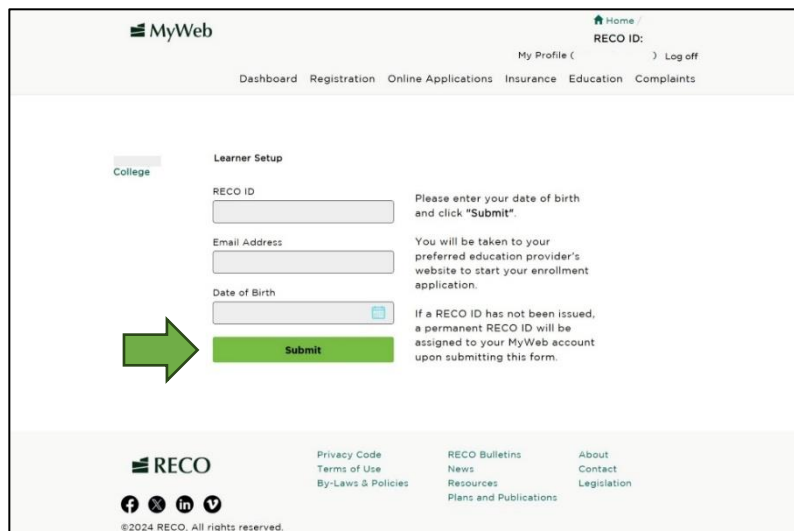 MyWeb
Home /
RECO ID:
My Profile ( ) Log off
Dashboard Registration Online Applications Insurance Education Complaints
College
Learner Setup
RECO ID
Email Address
Date of Birth
Submit
Please enter your date of birth
and click "Submit".
You will be taken to your
preferred education provider's
website to start your enrollment
application.
If a RECO ID has not been issued,
a permanent RECO ID will be
assigned to your MyWeb account
upon submitting this form.
RECO
©2024 RECO. All rights reserved.
Privacy Code
Terms of Use
By-Laws & Policies
RECO Bulletins
News
Resources
Plans and Publications
About
Contact
Legislation